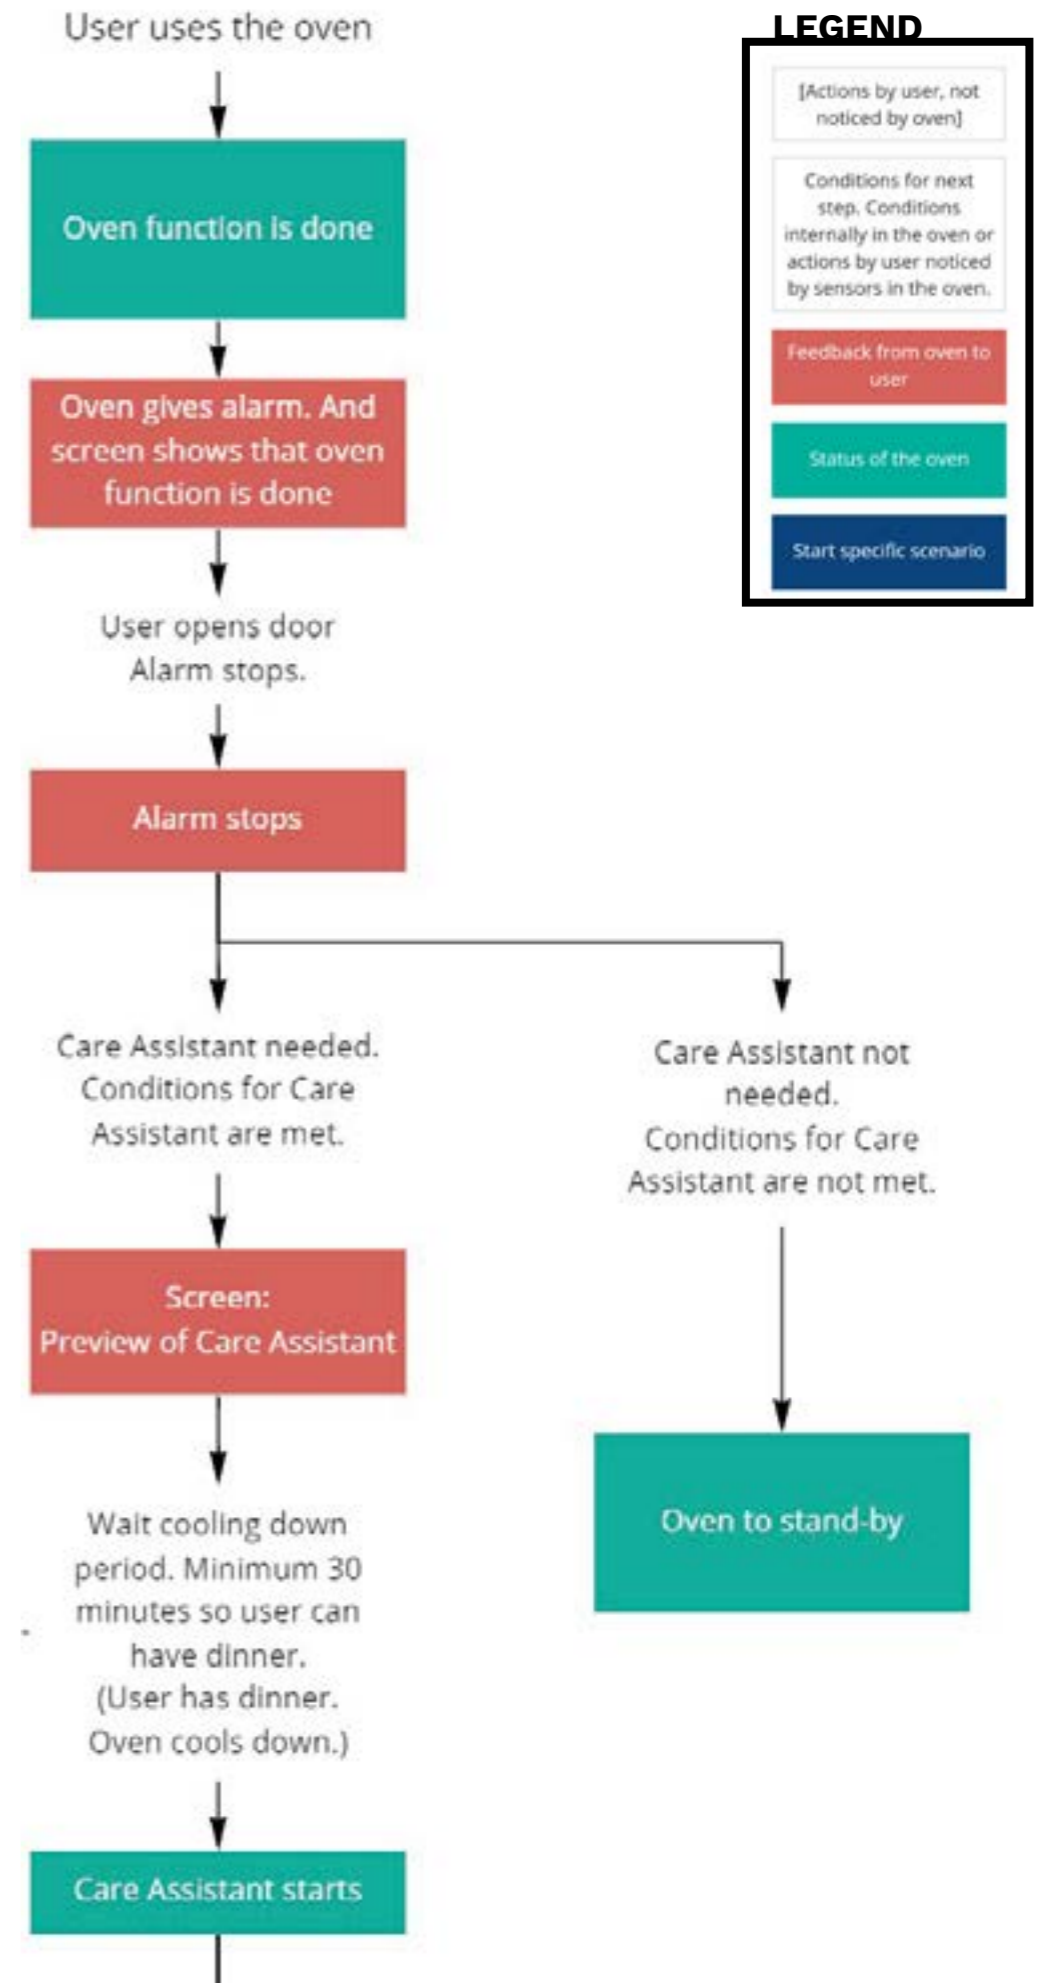 User uses the oven
LEGEND
[Actions by user, not
noticed by oven]
Conditions for next
step. Conditions
internally in the oven or
actions by user noticed
by sensors in the oven.
Feedback from oven to
user
Status of the oven
Start specific scenario
Oven function is done
Oven gives alarm. And
screen shows that oven
function is done
User opens door
Alarm stops.
Alarm stops
Care Assistant needed.
Conditions for Care
Assistant are met.
Care Assistant not
needed.
Conditions for Care
Assistant are not met.
Screen:
Preview of Care Assistant
Wait cooling down
period. Minimum 30
minutes so user can
have dinner.
(User has dinner.
Oven cools down.)
Oven to stand-by
Care Assistant starts